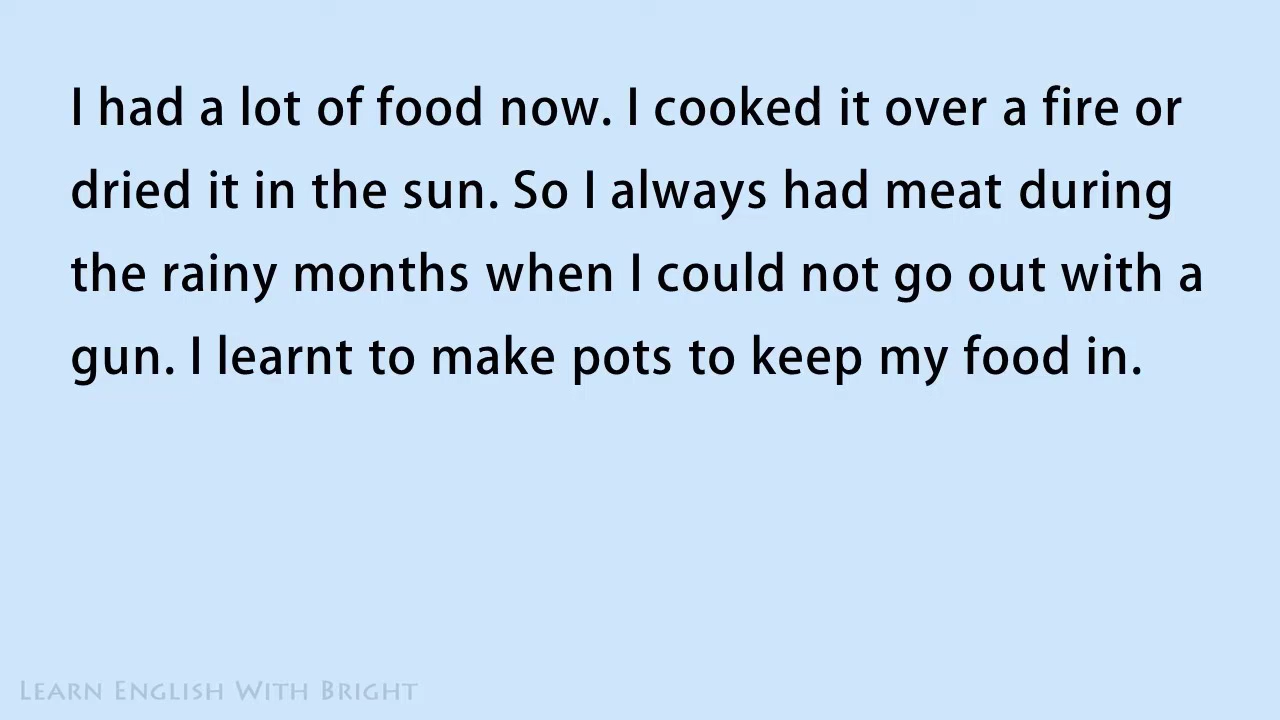 I had a lot of food now. I cooked it over a fire or
dried it in the sun. So I always had meat during
the rainy months when I could not go out with a
gun. I learnt to make pots to keep my food in.
Learn English With Bright